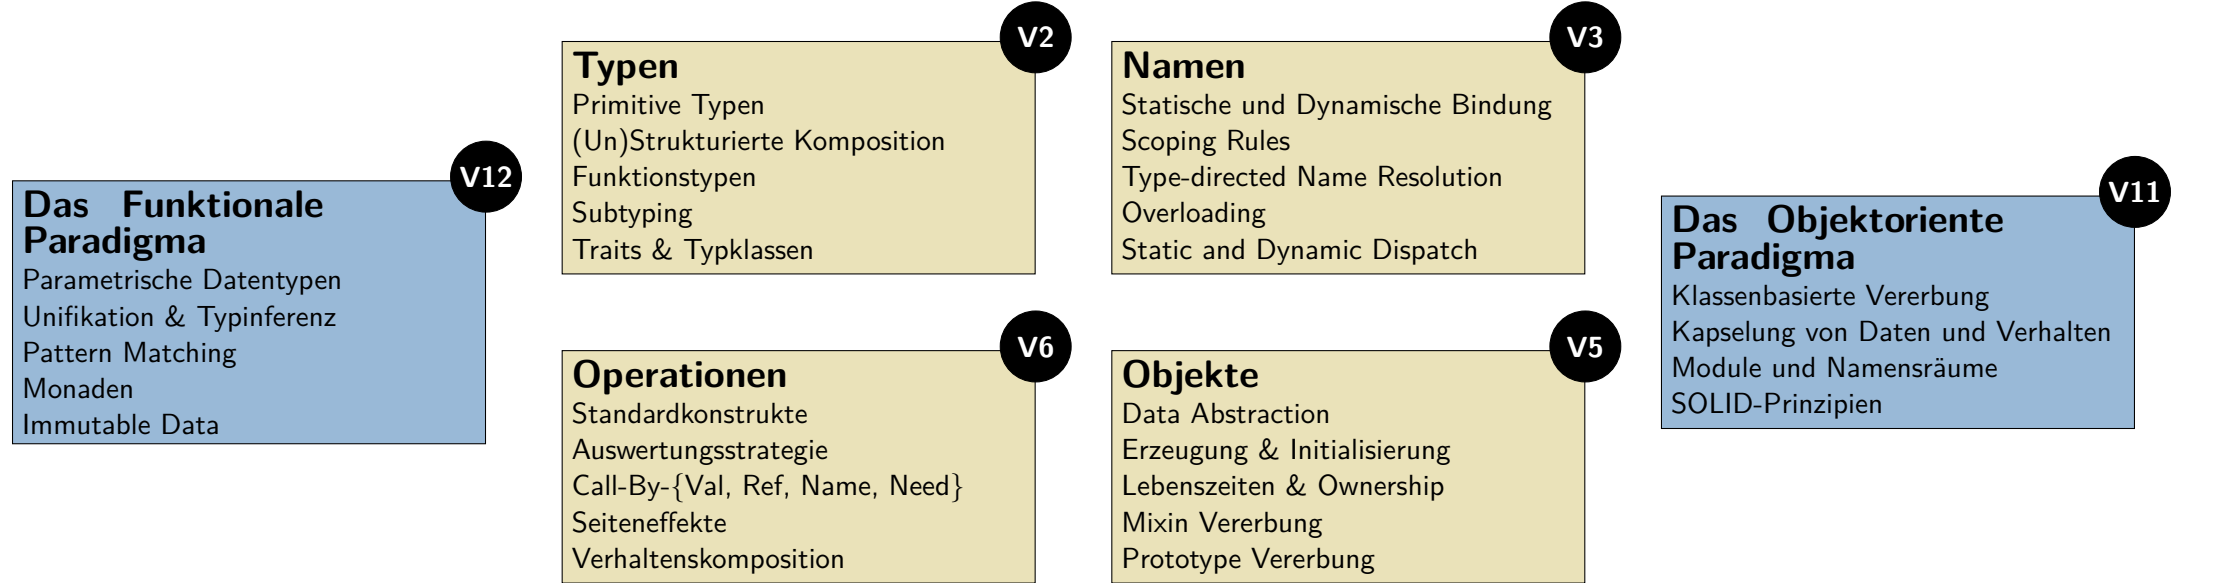 V12
Das Funktionale
Paradigma
Parametrische Datentypen
Unifikation & Typinferenz
Pattern Matching
Monaden
Immutable Data
V2
Typen
Primitive Typen
(Un)Strukturierte Komposition
Funktionstypen
Subtyping
Traits & Typklassen
V3
Namen
Statische und Dynamische Bindung
Scoping Rules
Type-directed Name Resolution
Overloading
Static and Dynamic Dispatch
V6
Operationen
Standardkonstrukte
Auswertungsstrategie
Call-By-{Val, Ref, Name, Need}
Seiteneffekte
Verhaltenskomposition
V5
Objekte
Data Abstraction
Erzeugung & Initialisierung
Lebenszeiten & Ownership
Mixin Vererbung
Prototype Vererbung
V11
Das Objektoriente
Paradigma
Klassenbasierte Vererbung
Kapselung von Daten und Verhalten
Module und Namensräume
SOLID-Prinzipien